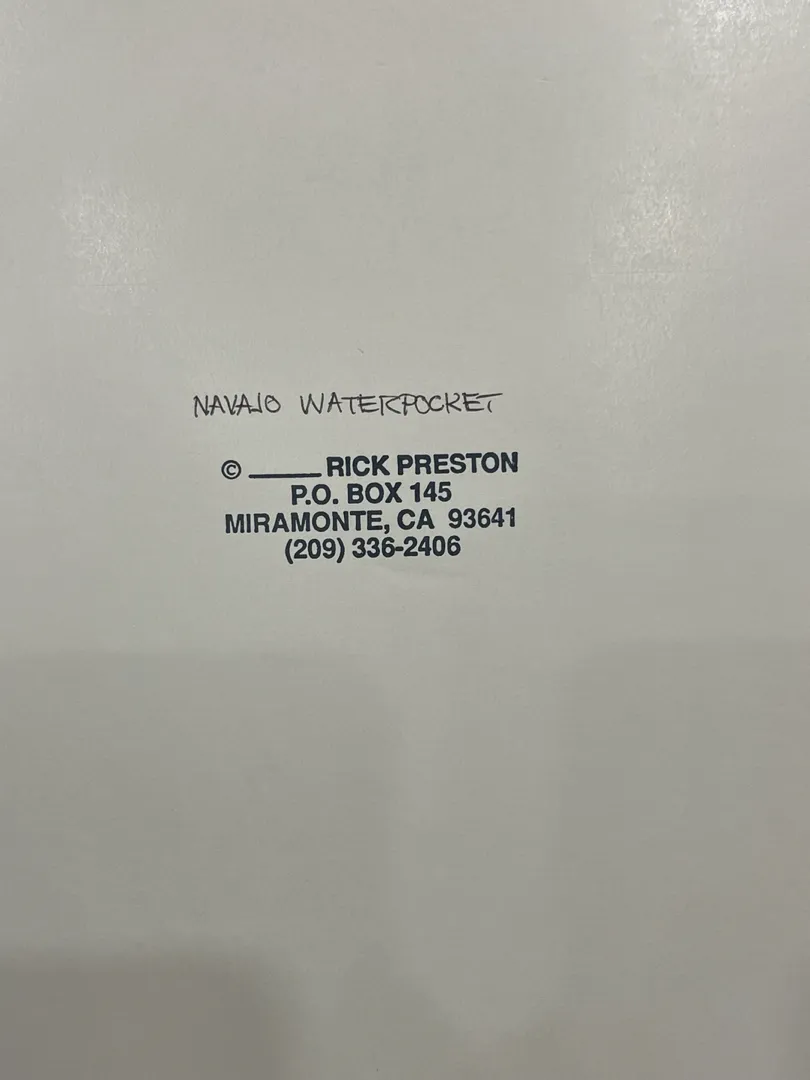 NAVAJO WATERPOCKET
© _____ RICK PRESTON
P.O. BOX 145
MIRAMONTE, CA 93641
(209) 336-2406